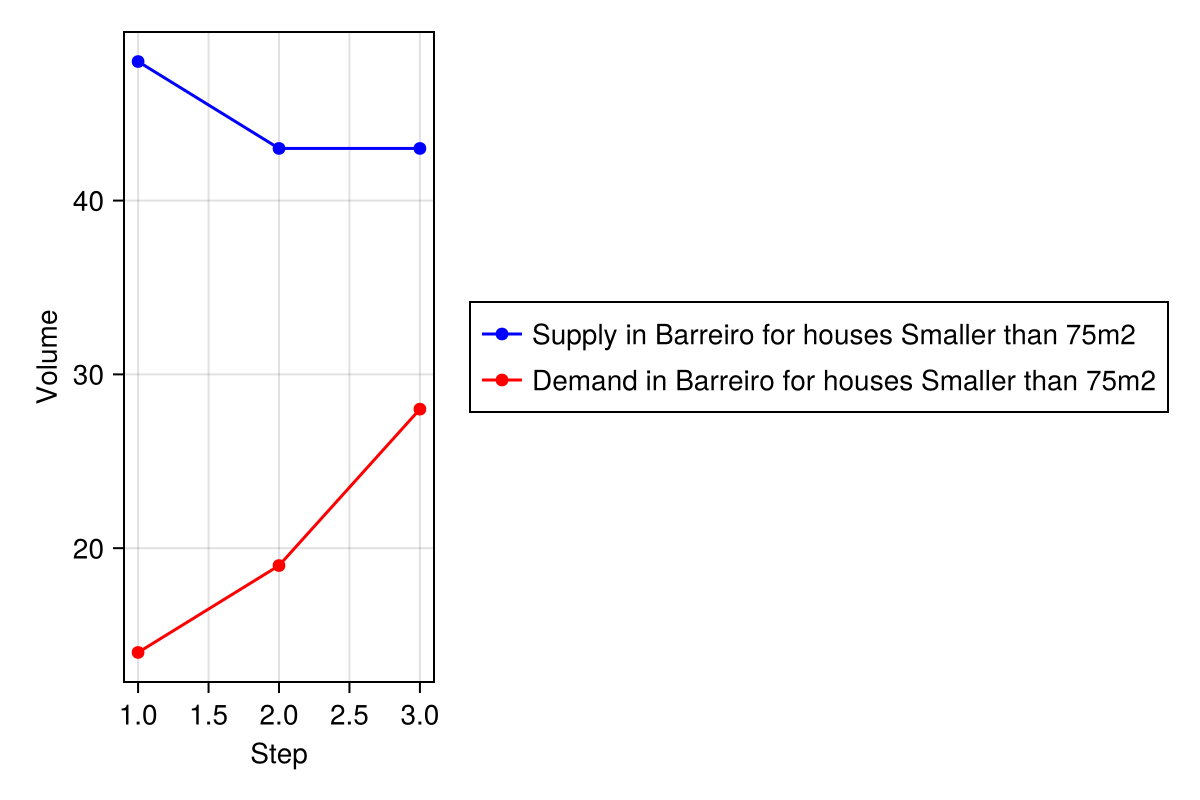 40
30
20
Volume
1.0 1.5 2.0 2.5 3.0
Step
Supply in Barreiro for houses Smaller than 75m2
Demand in Barreiro for houses Smaller than 75m2